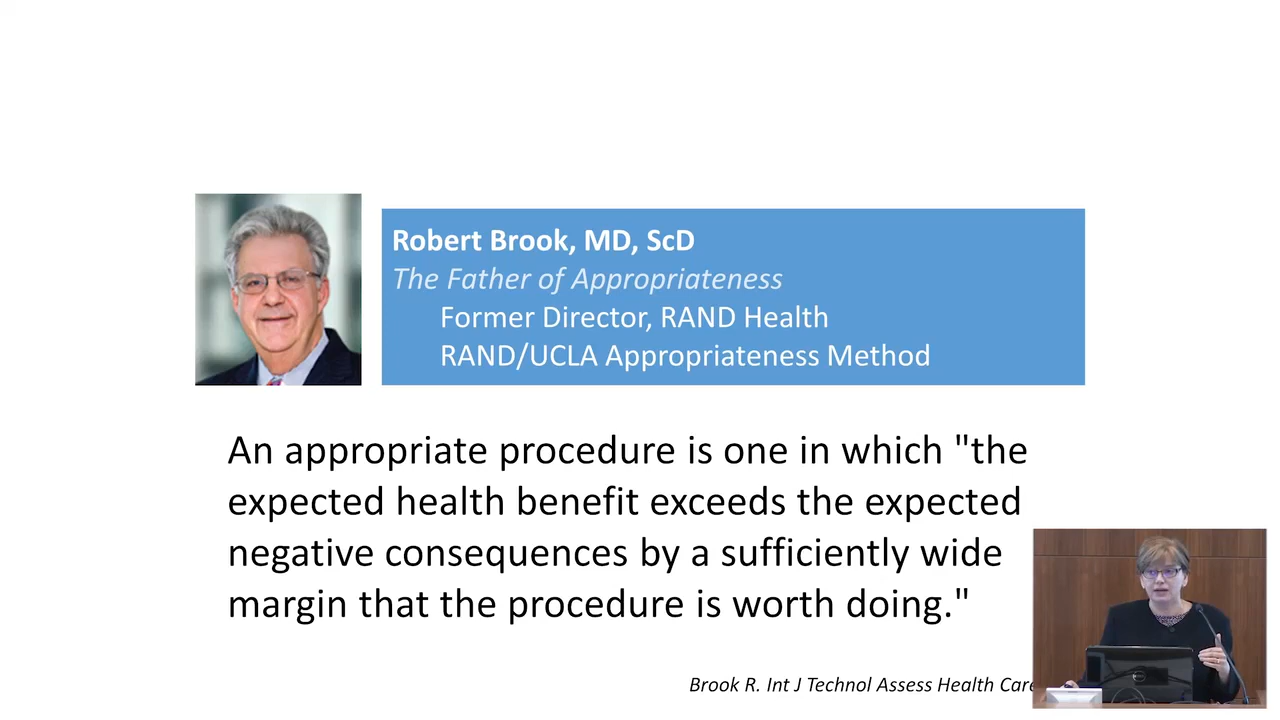 Robert Brook, MD, ScD
The Father of Appropriateness
Former Director, RAND Health
RAND/UCLA Appropriateness Method
An appropriate procedure is one in which "the
expected health benefit exceeds the expected
negative consequences by a sufficiently wide
margin that the procedure is worth doing."
Brook R. Int J Technol Assess Health Care